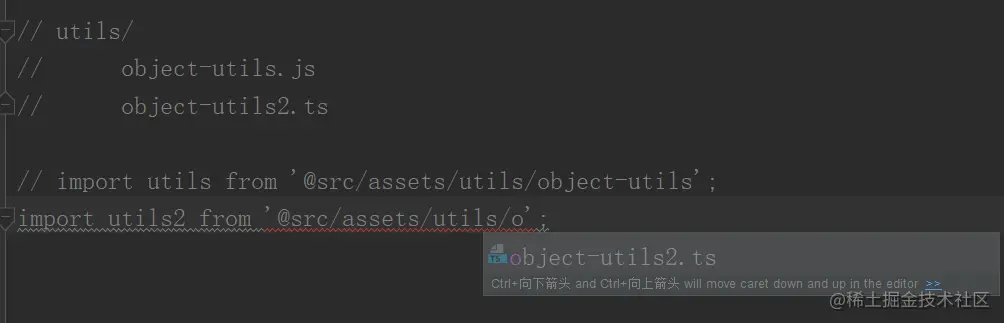 // utils/
//      object-utils.js
//      object-utils2.ts
// import utils from '@src/assets/utils/object-utils';
import utils2 from '@src/assets/utils/o';
TS object-utils2.ts
Ctrl+向下箭头 and Ctrl+向上箭头 will move caret down and up in the editor >>
@稀土掘金技术社区